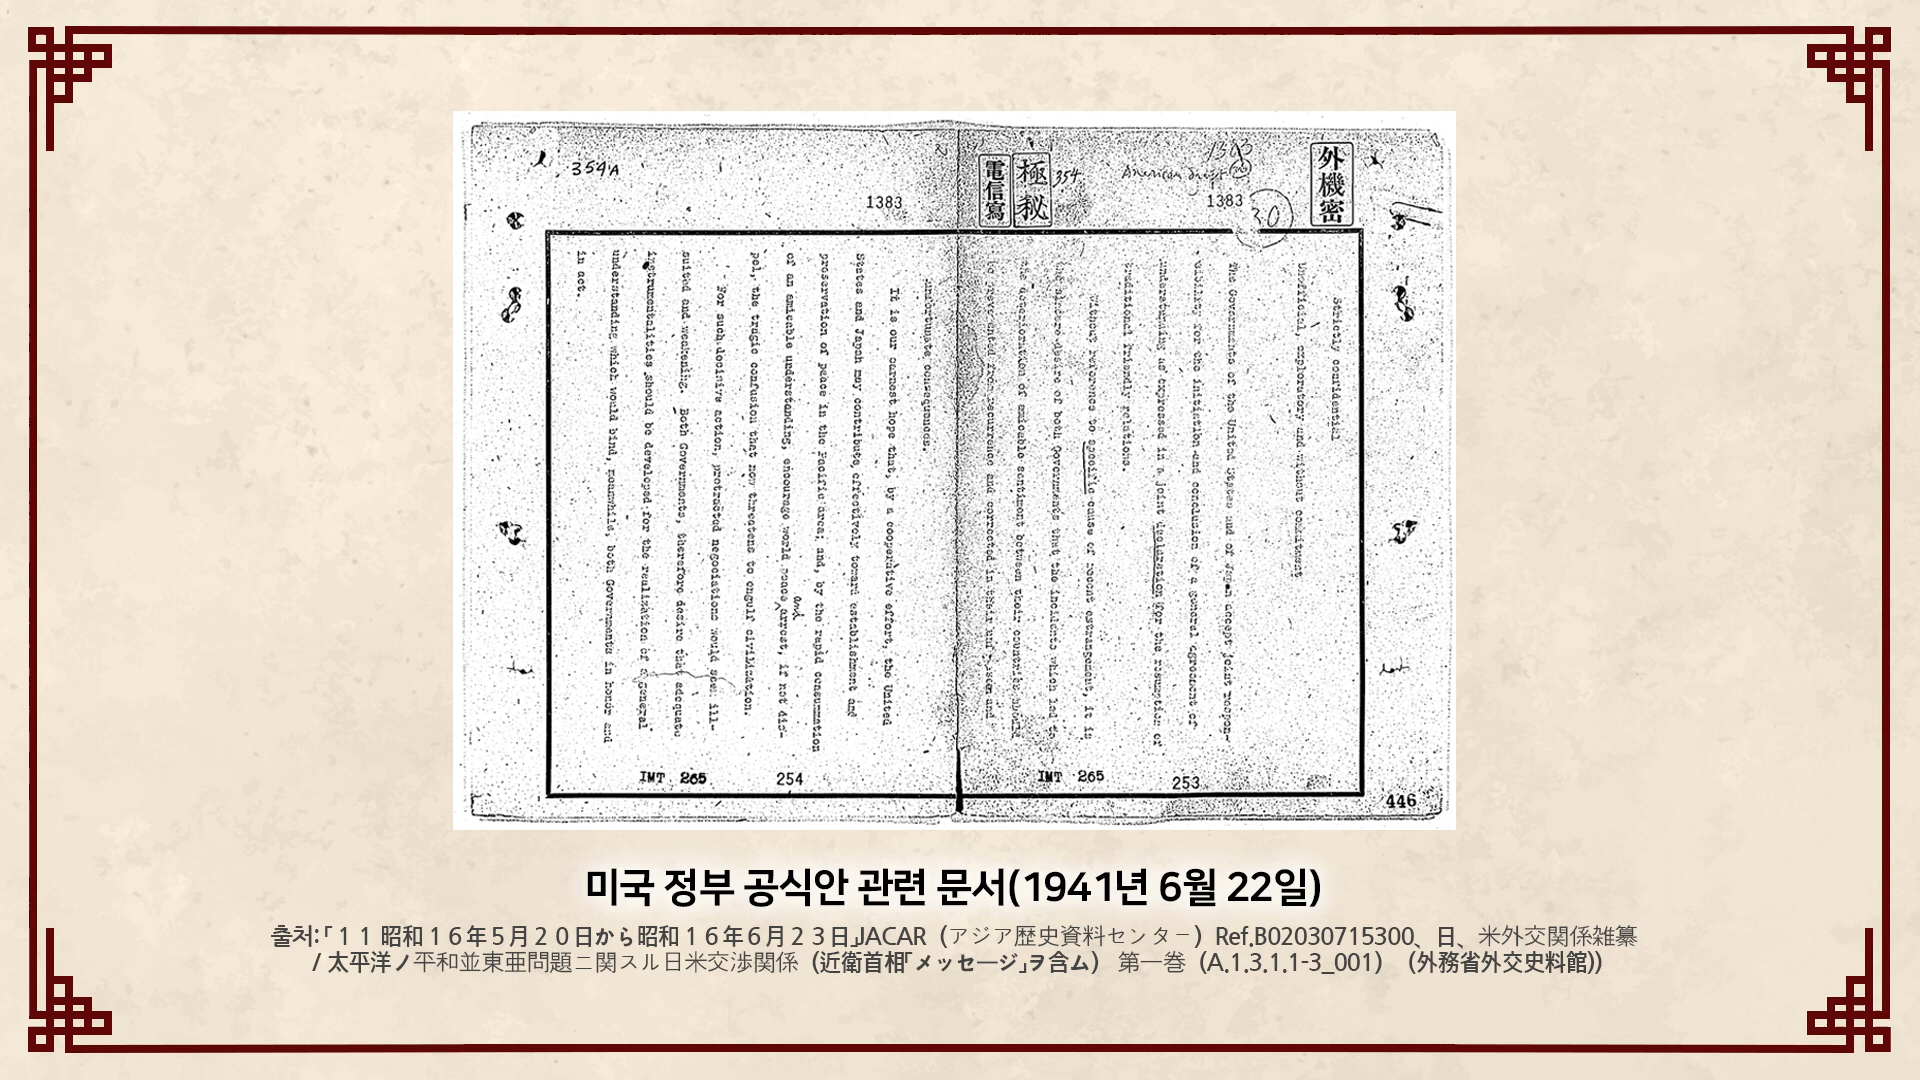 354A
1383
電信寫
極秘
354
American draft
1383
30
外機密
Strictly confidential
Unofficial, exploratory and without commitment
The Governments of the United States and of Japan accept joint respon-
sibility for the initiation and conclusion of a general agreement of
understanding as expressed in a joint declaration for the resumption of
traditional friendly relations.
Without reference to specific cause of recent estrangement, it is
the sincere desire of both Governments that the incidents which led to
the deterioration of amicable sentiment between their countries should
be prevented from recurrence and corrected in their unforeseen and
unfortunate consequences.
It is our earnest hope that, by a cooperative effort, the United
States and Japan may contribute effectively toward establishment and
preservation of peace in the Pacific area; and, by the rapid consummation
of an amicable understanding, encourage world peace and arrest, if not dis-
pel, the tragic confusion that now threatens to engulf civilization.
For such decisive action, protracted negociations would seem ill-
suited and weakening. Both Governments, therefore desire that adequate
instrumentalities should be developed for the realization of a general
understanding which would bind, meanwhile, both Governments in honor and
in act.
IMT 265
254
IMT 265
253
446
미국 정부 공식안 관련 문서(1941년 6월 22일)
출처:「１１ 昭和１６年５月２０日から昭和１６年６月２３日」JACAR（アジア歴史資料センター）Ref.B02030715300、日、米外交関係雑纂
/ 太平洋ノ平和並東亜問題ニ関スル日米交渉関係（近衛首相「メッセージ」ヲ含ム） 第一巻（A.1.3.1.1-3_001）（外務省外交史料館))